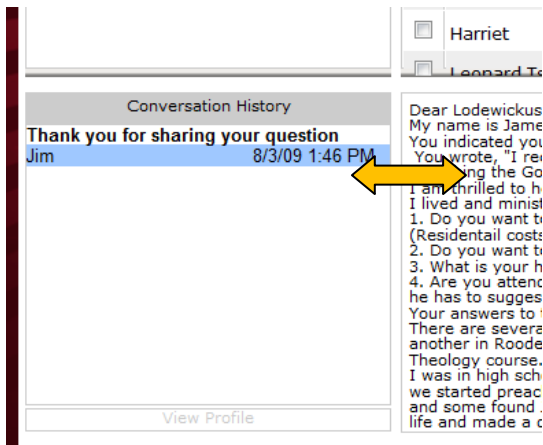 Harriet
Leonard
Conversation History
Thank you for sharing your question
Jim 8/3/09 1:46 PM
View Profile
Dear Lodewickus
My name is Jame
You indicated you
You wrote, "I
the Go
I am thrilled to h
I lived and minist
1. Do you want to
(Residentail costs
2. Do you want to
3. What is your h
4. Are you attend
he has to sugges
Your answers to
There are severa
another in Roode
Theology course.
I was in high sch
we started preac
and some found
life and made a